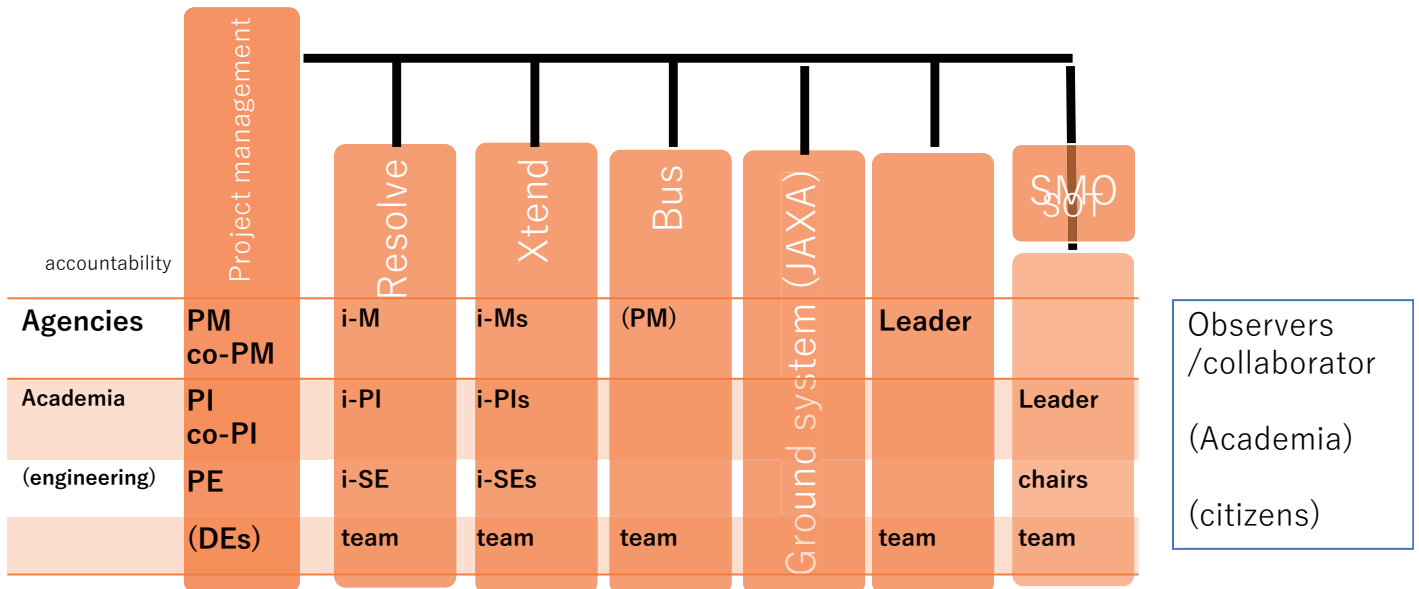 Project management
Resolve
Xtend
Bus
Ground system (JAXA)
SMO
SOT
accountability
Agencies PM i-M i-Ms (PM) Leader
co-PM
Academia PI i-PI i-PIs Leader
co-PI
(engineering) PE i-SE i-SEs chairs
(DEs) team team team team team
Observers
/collaborator
(Academia)
(citizens)